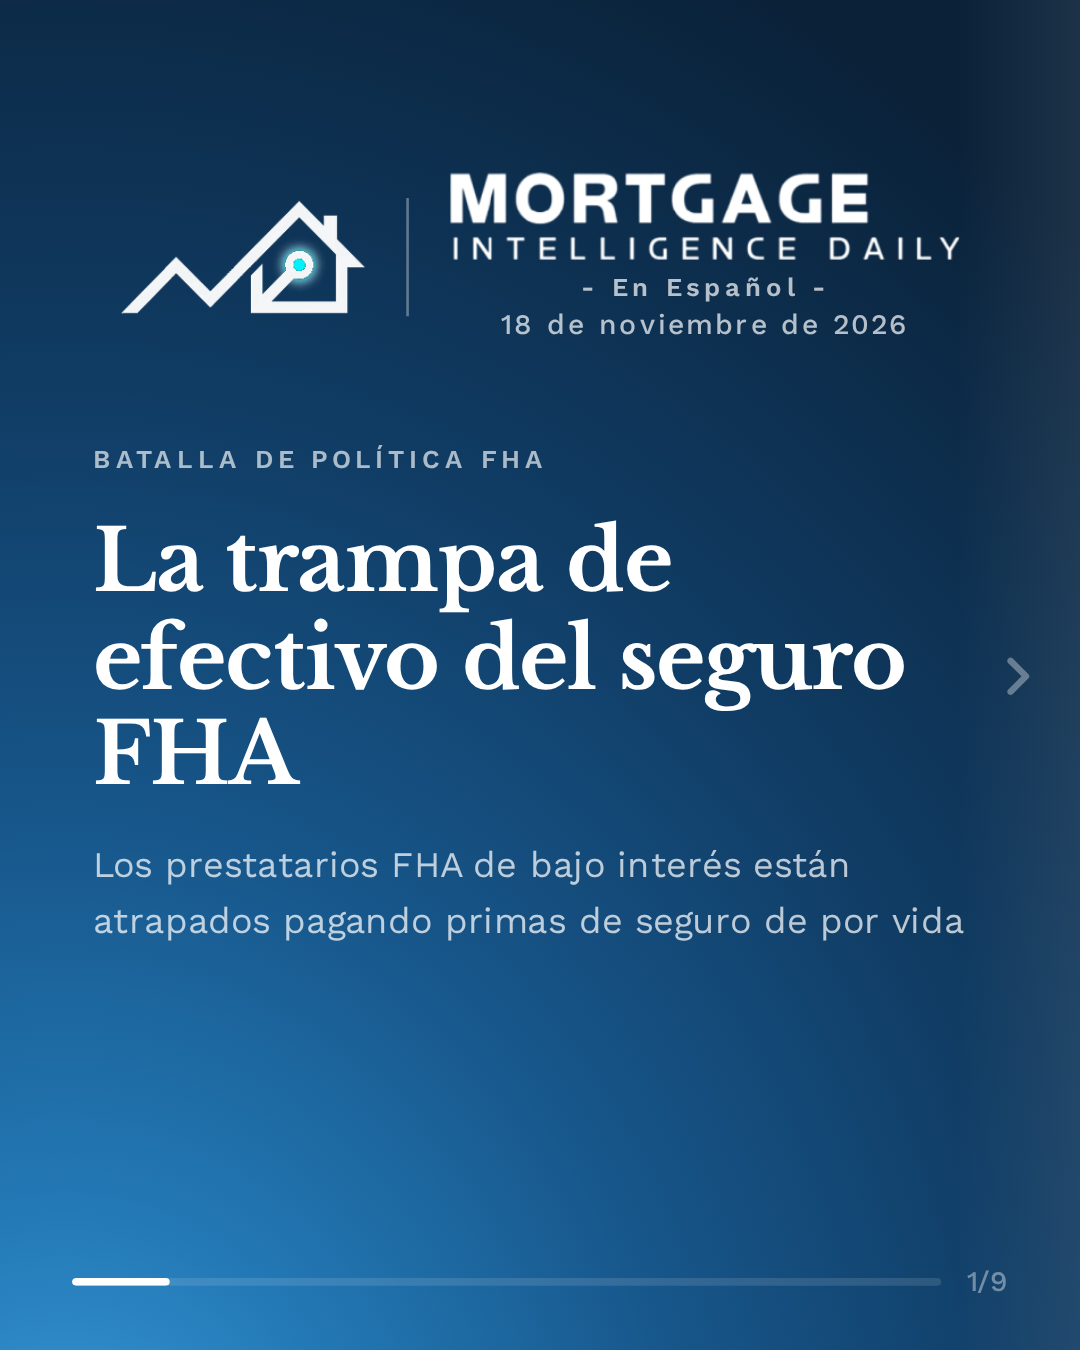 MORTGAGE
INTELLIGENCE DAILY
- En Español -
18 de noviembre de 2026
BATALLA DE POLÍTICA FHA
La trampa de
efectivo del seguro
FHA
Los prestatarios FHA de bajo interés están
atrapados pagando primas de seguro de por vida
1/9